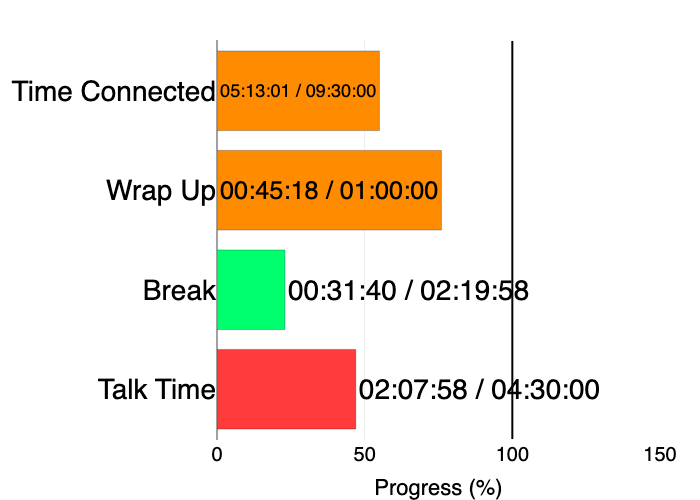 Time Connected 05:13:01 / 09:30:00
Wrap Up 00:45:18 / 01:00:00
Break 00:31:40 / 02:19:58
Talk Time 02:07:58 / 04:30:00
0 50 100 150
Progress (%)